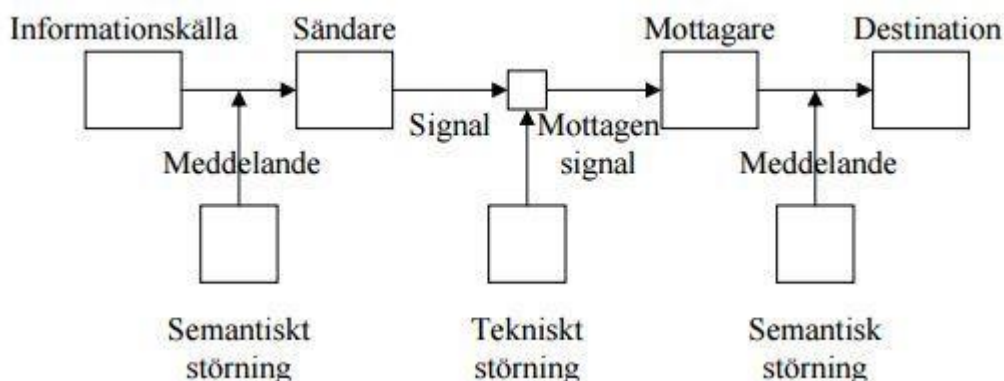 Informationskälla
Sändare
Mottagare
Destination
Signal
Mottagen
signal
Meddelande
Meddelande
Semantiskt
störning
Tekniskt
störning
Semantisk
störning